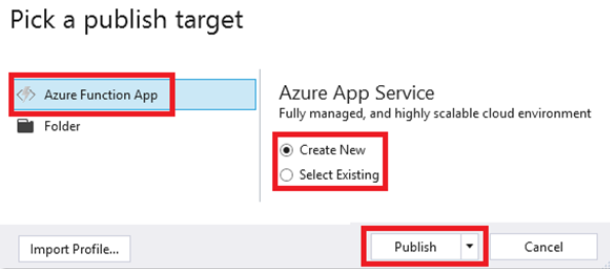 Pick a publish target
Azure Function App
Folder
Azure App Service
Fully managed, and highly scalable cloud environment
Create New
Select Existing
Import Profile...
Publish
Cancel